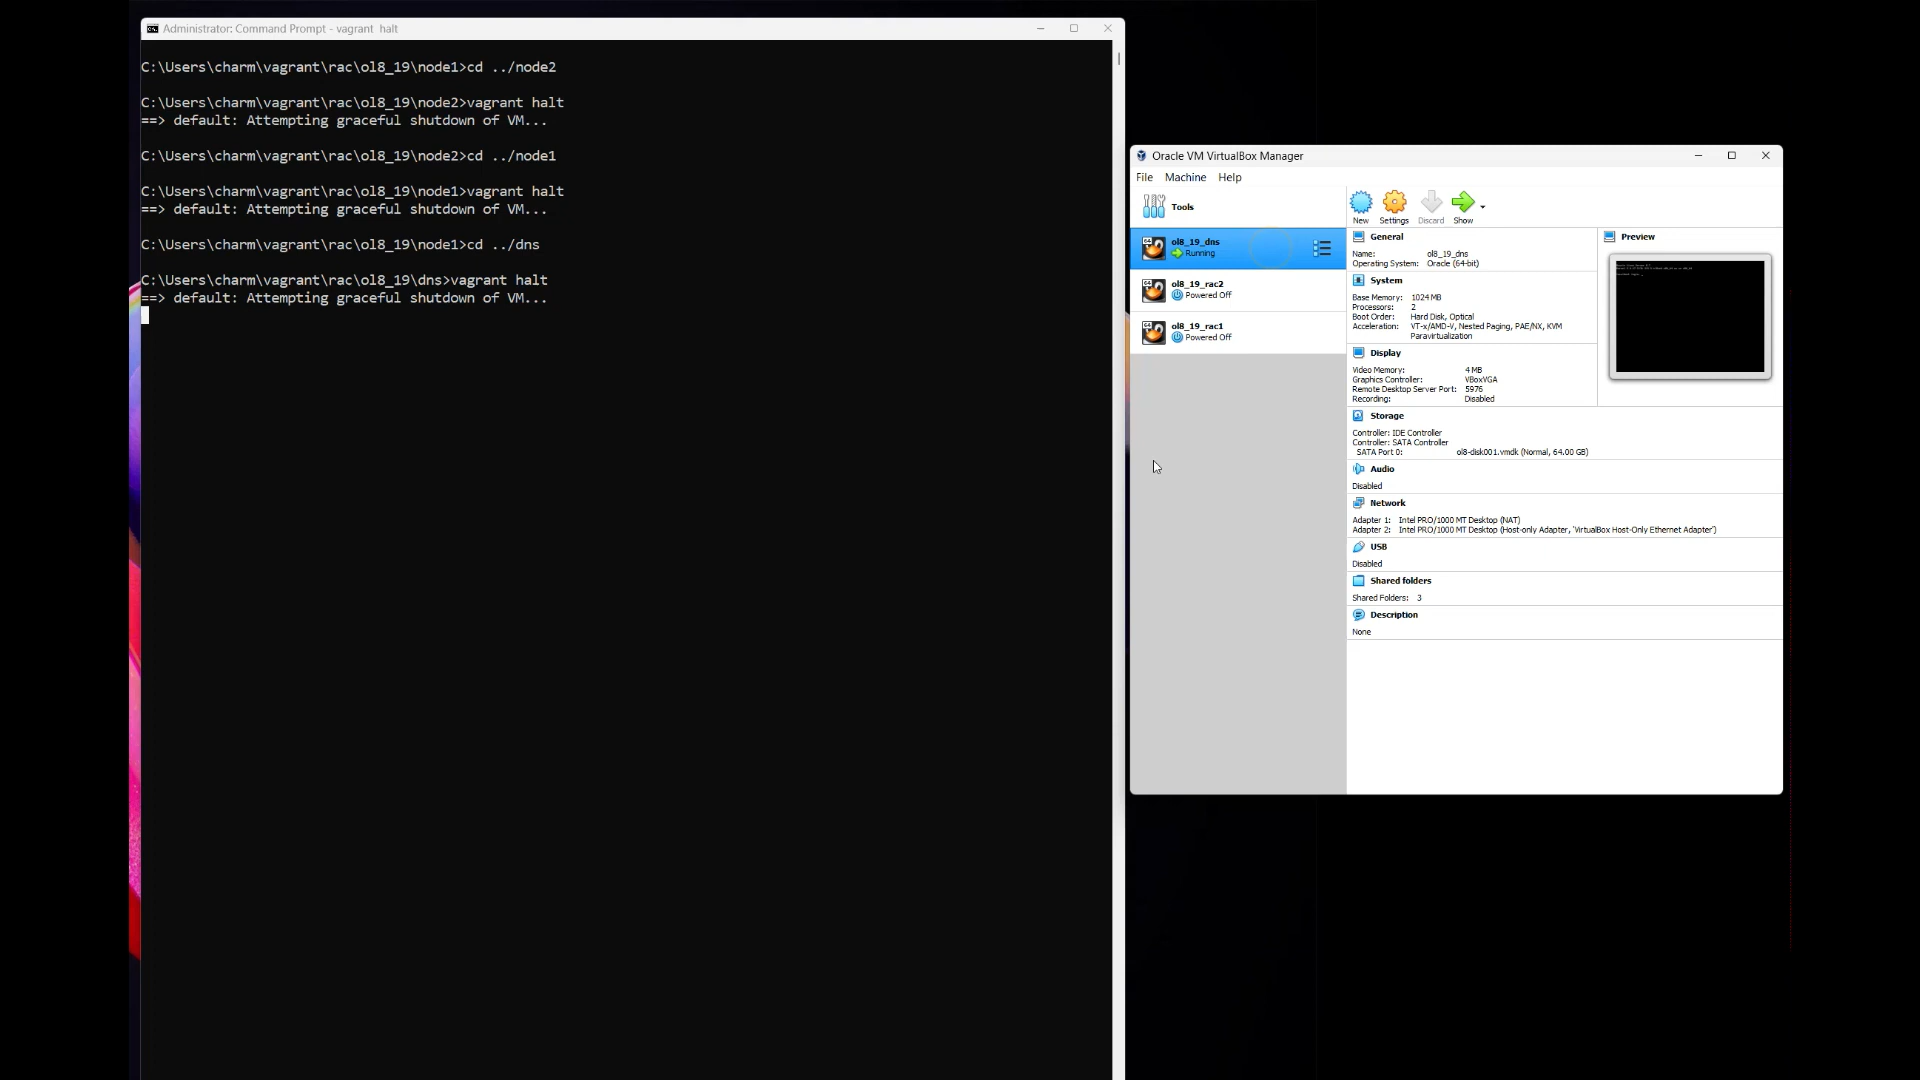 Administrator: Command Prompt - vagrant  halt
C:\Users\charm\vagrant\rac\ol8_19\node1>cd ../node2
C:\Users\charm\vagrant\rac\ol8_19\node2>vagrant halt
==> default: Attempting graceful shutdown of VM...
C:\Users\charm\vagrant\rac\ol8_19\node2>cd ../node1
C:\Users\charm\vagrant\rac\ol8_19\node1>vagrant halt
==> default: Attempting graceful shutdown of VM...
C:\Users\charm\vagrant\rac\ol8_19\node1>cd ../dns
C:\Users\charm\vagrant\rac\ol8_19\dns>vagrant halt
==> default: Attempting graceful shutdown of VM...
Oracle VM VirtualBox Manager
File Machine Help
Tools
New Settings Discard Show
ol8_19_dns
Running
ol8_19_rac2
Powered Off
ol8_19_rac1
Powered Off
General
Name: ol8_19_dns
Operating System: Oracle (64-bit)
System
Base Memory: 1024 MB
Processors: 2
Boot Order: Hard Disk, Optical
Acceleration: VT-x/AMD-V, Nested Paging, PAE/NX, KVM
Paravirtualization
Display
Video Memory: 4 MB
Graphics Controller: VBoxVGA
Remote Desktop Server Port: 5976
Recording: Disabled
Storage
Controller: IDE Controller
Controller: SATA Controller
SATA Port 0: ol8-disk001.vmdk (Normal, 64.00 GB)
Audio
Disabled
Network
Adapter 1: Intel PRO/1000 MT Desktop (NAT)
Adapter 2: Intel PRO/1000 MT Desktop (Host-only Adapter, 'VirtualBox Host-Only Ethernet Adapter')
USB
Disabled
Shared folders
Shared Folders: 3
Description
None
Preview